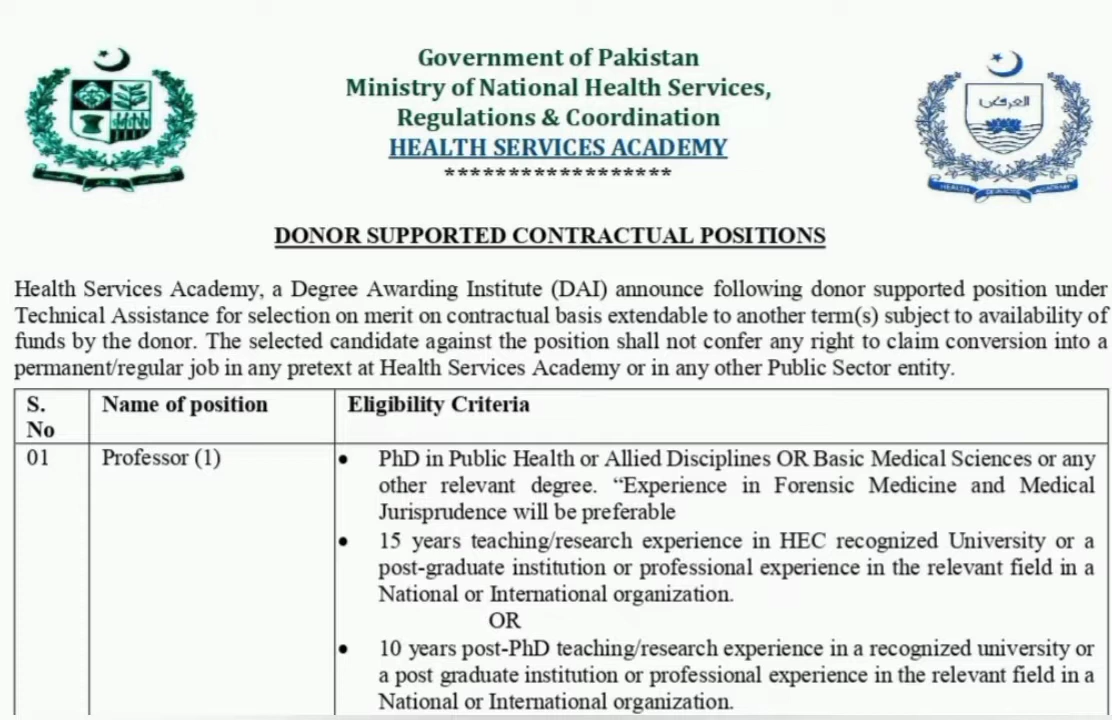 Government of Pakistan
Ministry of National Health Services,
Regulations & Coordination
HEALTH SERVICES ACADEMY
******************
العرفض
HEALTH SERVICES ACADEMY
DONOR SUPPORTED CONTRACTUAL POSITIONS
Health Services Academy, a Degree Awarding Institute (DAI) announce following donor supported position under
Technical Assistance for selection on merit on contractual basis extendable to another term(s) subject to availability of
funds by the donor. The selected candidate against the position shall not confer any right to claim conversion into a
permanent/regular job in any pretext at Health Services Academy or in any other Public Sector entity.
S. No Name of position Eligibility Criteria
01 Professor (1)
• PhD in Public Health or Allied Disciplines OR Basic Medical Sciences or any
other relevant degree. “Experience in Forensic Medicine and Medical
Jurisprudence will be preferable
• 15 years teaching/research experience in HEC recognized University or a
post-graduate institution or professional experience in the relevant field in a
National or International organization.
OR
• 10 years post-PhD teaching/research experience in a recognized university or
a post graduate institution or professional experience in the relevant field in a
National or International organization.